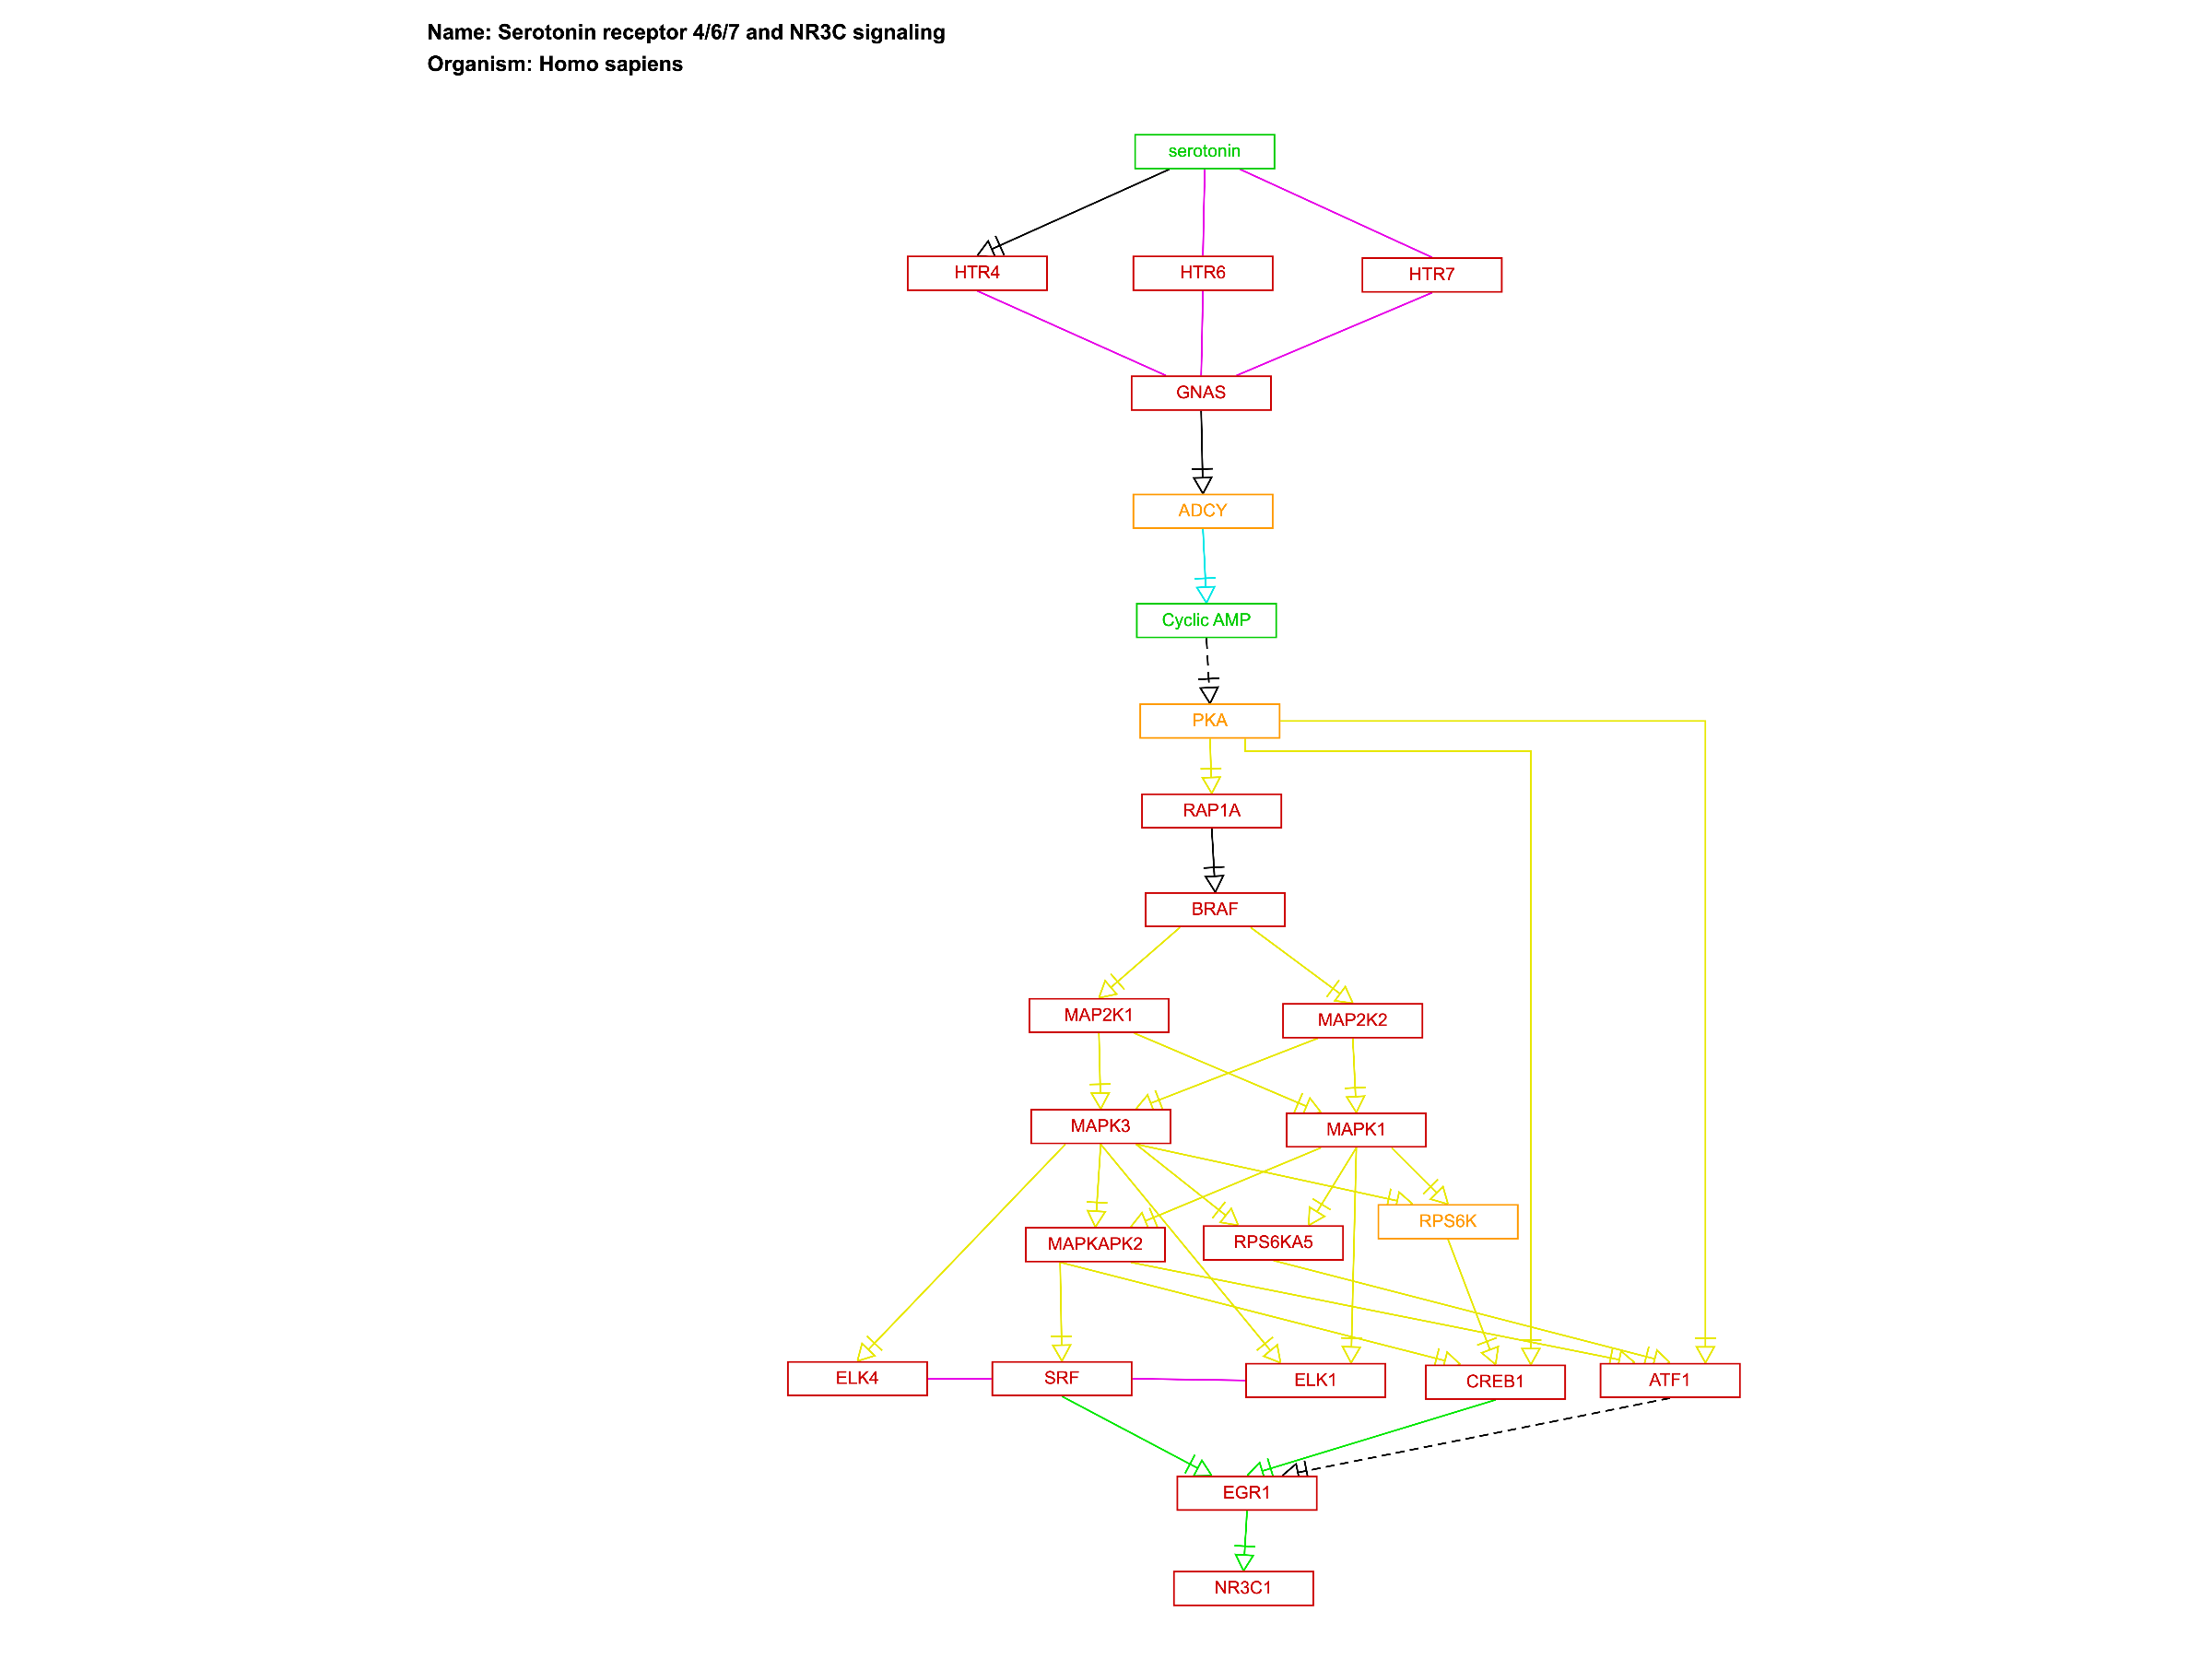 Name: Serotonin receptor 4/6/7 and NR3C signaling
Organism: Homo sapiens
serotonin
HTR4
HTR6
HTR7
GNAS
ADCY
Cyclic AMP
PKA
RAP1A
BRAF
MAP2K1
MAP2K2
MAPK3
MAPK1
RPS6K
MAPKAPK2
RPS6KA5
ELK4
SRF
ELK1
CREB1
ATF1
EGR1
NR3C1